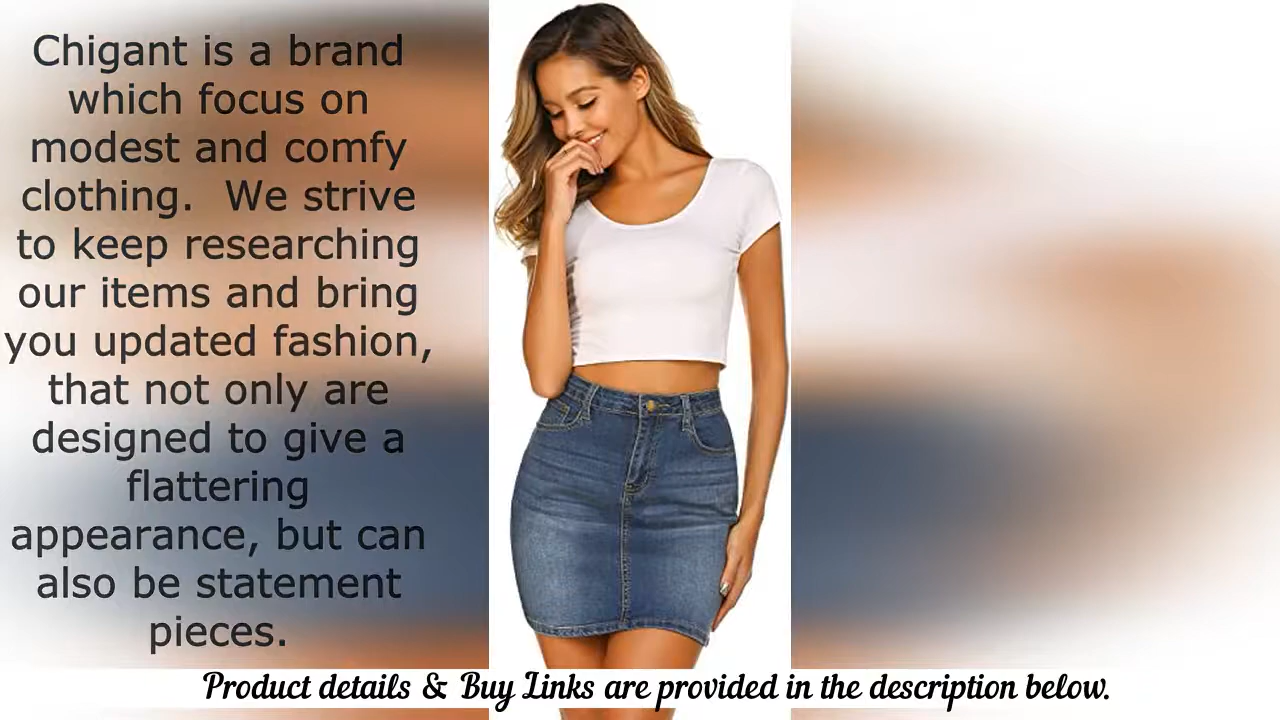 Chigant is a brand
which focus on
modest and comfy
clothing.  We strive
to keep researching
our items and bring
you updated fashion,
that not only are
designed to give a
flattering
appearance, but can
also be statement
pieces.
Product details & Buy Links are provided in the description below.